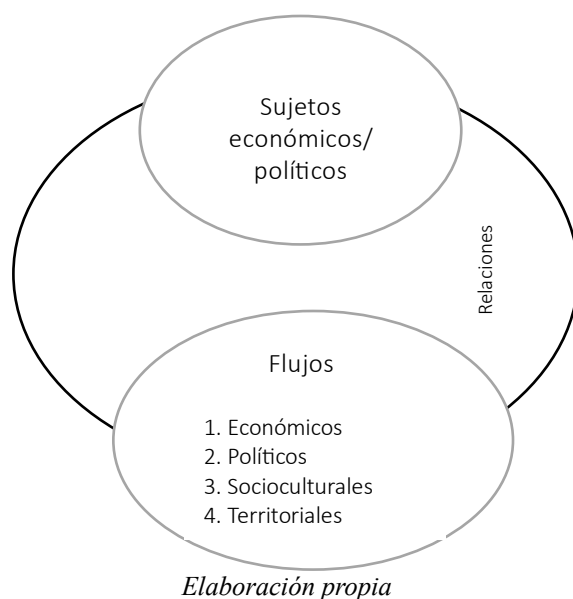 Sujetos
económicos/
políticos
Relaciones
Flujos
1. Económicos
2. Políticos
3. Socioculturales
4. Territoriales
Elaboración propia